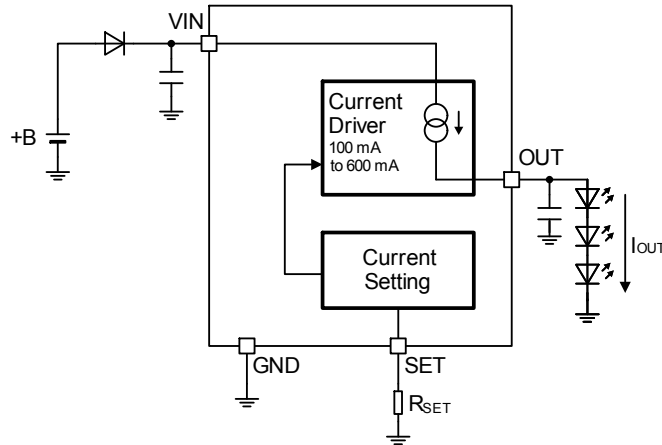 VIN
+B
Current
Driver
100 mA
to 600 mA
OUT
IOUT
Current
Setting
GND
SET
RSET